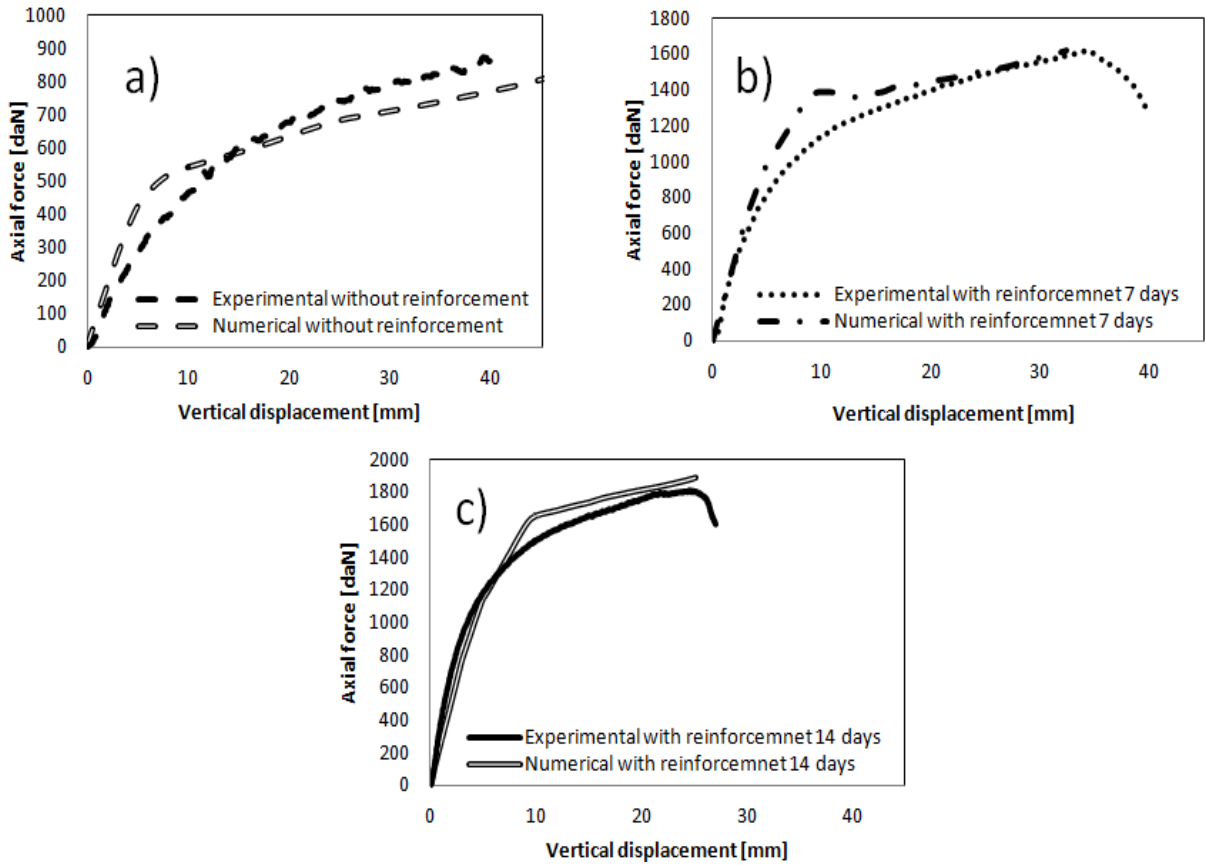 a)
Axial force [daN]
1000
900
800
700
600
500
400
300
200
100
0
0 10 20 30 40
Vertical displacement [mm]
Experimental without reinforcement
Numerical without reinforcement
b)
Axial force [daN]
1800
1600
1400
1200
1000
800
600
400
200
0
0 10 20 30 40
Vertical displacement [mm]
Experimental with reinforcemnet 7 days
Numerical with reinforcemnet 7 days
c)
Axial force [daN]
2000
1800
1600
1400
1200
1000
800
600
400
200
0
0 10 20 30 40
Vertical displacement [mm]
Experimental with reinforcemnet 14 days
Numerical with reinforcemnet 14 days